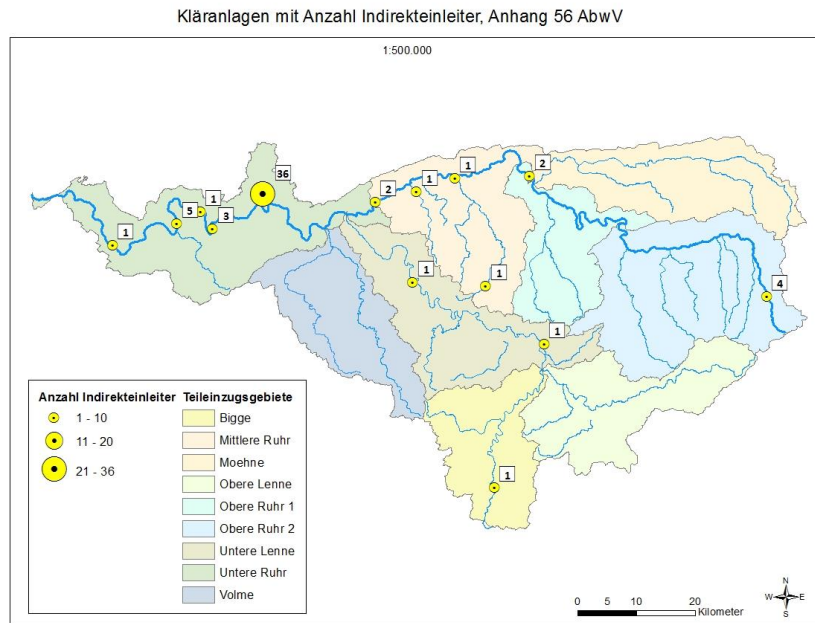 Kläranlagen mit Anzahl Indirekteinleiter, Anhang 56 AbwV
1:500.000
36
1
5
3
1
2
1
1
2
1
1
4
1
1
Anzahl Indirekteinleiter
1 - 10
11 - 20
21 - 36
Teileinzugsgebiete
Bigge
Mittlere Ruhr
Moehne
Obere Lenne
Obere Ruhr 1
Obere Ruhr 2
Untere Lenne
Untere Ruhr
Volme
0 5 10 20
Kilometer
N
W E
S